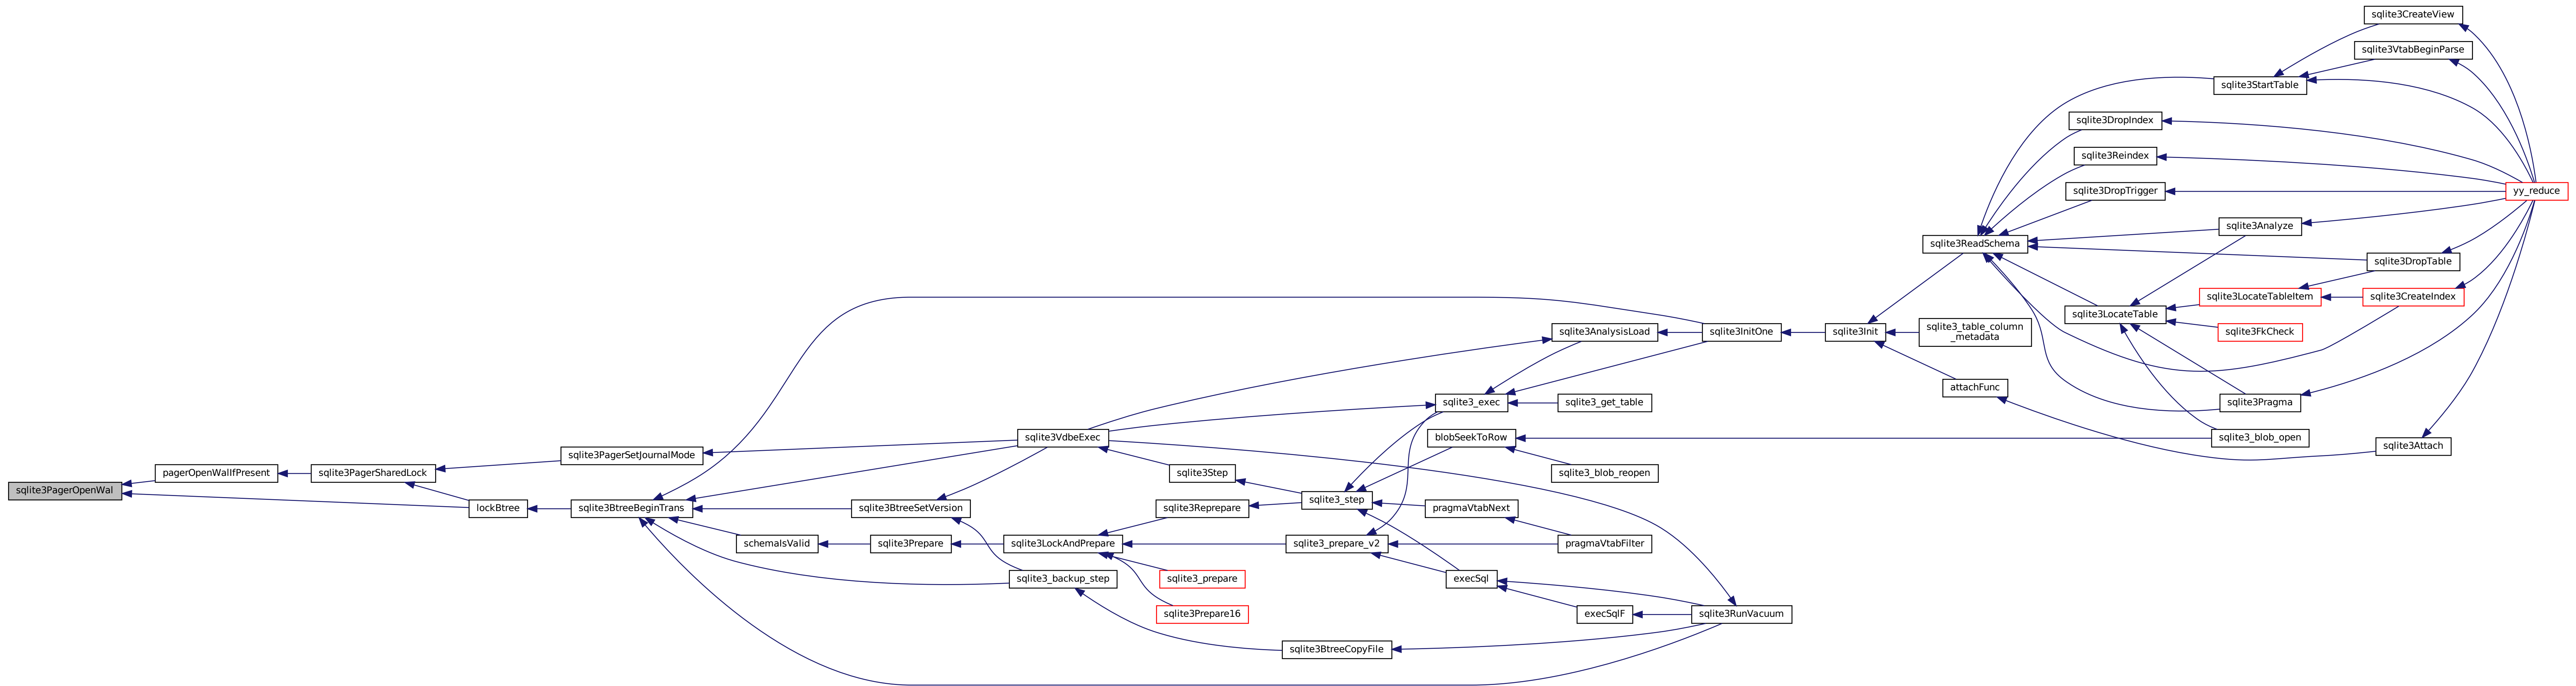 sqlite3CreateView
sqlite3VtabBeginParse
sqlite3StartTable
sqlite3DropIndex
sqlite3Reindex
sqlite3DropTrigger
yy_reduce
sqlite3Analyze
sqlite3ReadSchema
sqlite3DropTable
sqlite3LocateTableItem
sqlite3CreateIndex
sqlite3LocateTable
sqlite3AnalysisLoad
sqlite3InitOne
sqlite3Init
sqlite3_table_column
_metadata
sqlite3FkCheck
attachFunc
sqlite3_exec
sqlite3_get_table
sqlite3Pragma
sqlite3VdbeExec
blobSeekToRow
sqlite3_blob_open
sqlite3Attach
sqlite3PagerSetJournalMode
pagerOpenWalIfPresent
sqlite3PagerSharedLock
sqlite3Step
sqlite3_blob_reopen
sqlite3PagerOpenWal
sqlite3_step
lockBtree
sqlite3BtreeBeginTrans
sqlite3BtreeSetVersion
sqlite3Reprepare
pragmaVtabNext
schemaIsValid
sqlite3Prepare
sqlite3LockAndPrepare
sqlite3_prepare_v2
pragmaVtabFilter
sqlite3_backup_step
sqlite3_prepare
execSql
sqlite3Prepare16
execSqlF
sqlite3RunVacuum
sqlite3BtreeCopyFile